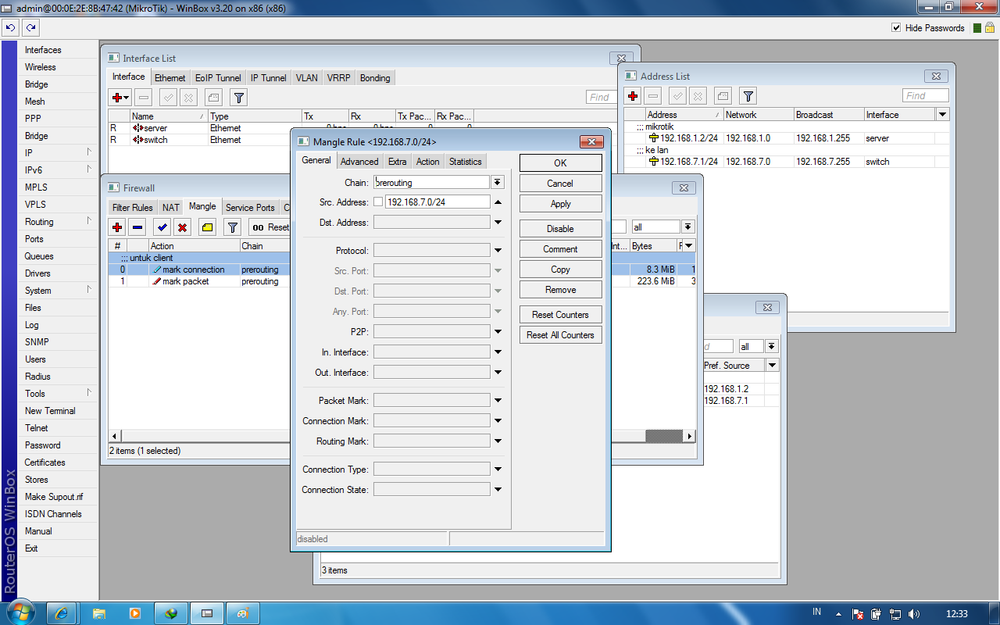 admin@00:0E:2E:8B:47:42 (MikroTik) - WinBox v3.20 on x86 (x86)
Hide Passwords
Interfaces
Wireless
Bridge
Mesh
PPP
Bridge
IP
IPv6
MPLS
VPLS
Routing
Ports
Queues
Drivers
System
Files
Log
SNMP
Users
Radius
Tools
New Terminal
Telnet
Password
Certificates
Stores
Make Supout.rif
ISDN Channels
Manual
Exit
RouterOS WinBox
Interface List
Interface Ethernet EoIP Tunnel IP Tunnel VLAN VRRP Bonding
Find
Name Type Tx Rx Tx Pac... Rx Pac...
R server Ethernet 0 bps 0 bps 0 0
R switch Ethernet
Address List
Find
Address Network Broadcast Interface
;;; mikrotik
192.168.1.2/24 192.168.1.0 192.168.1.255 server
;;; ke lan
192.168.7.1/24 192.168.7.0 192.168.7.255 switch
Firewall
Filter Rules NAT Mangle Service Ports C
00 Reset
all
# Action Chain Int... Bytes
;;; untuk client
0 mark connection prerouting 8.3 MiB 1
1 mark packet prerouting 223.6 MiB 3
2 items (1 selected)
Mangle Rule <192.168.7.0/24>
General Advanced Extra Action Statistics
Chain: prerouting
Src. Address: 192.168.7.0/24
Dst. Address:
Protocol:
Src. Port:
Dst. Port:
Any. Port:
P2P:
In. Interface:
Out. Interface:
Packet Mark:
Connection Mark:
Routing Mark:
Connection Type:
Connection State:
disabled
OK
Cancel
Apply
Disable
Comment
Copy
Remove
Reset Counters
Reset All Counters
all
Pref. Source
192.168.1.2
192.168.7.1
3 items
IN
12:33